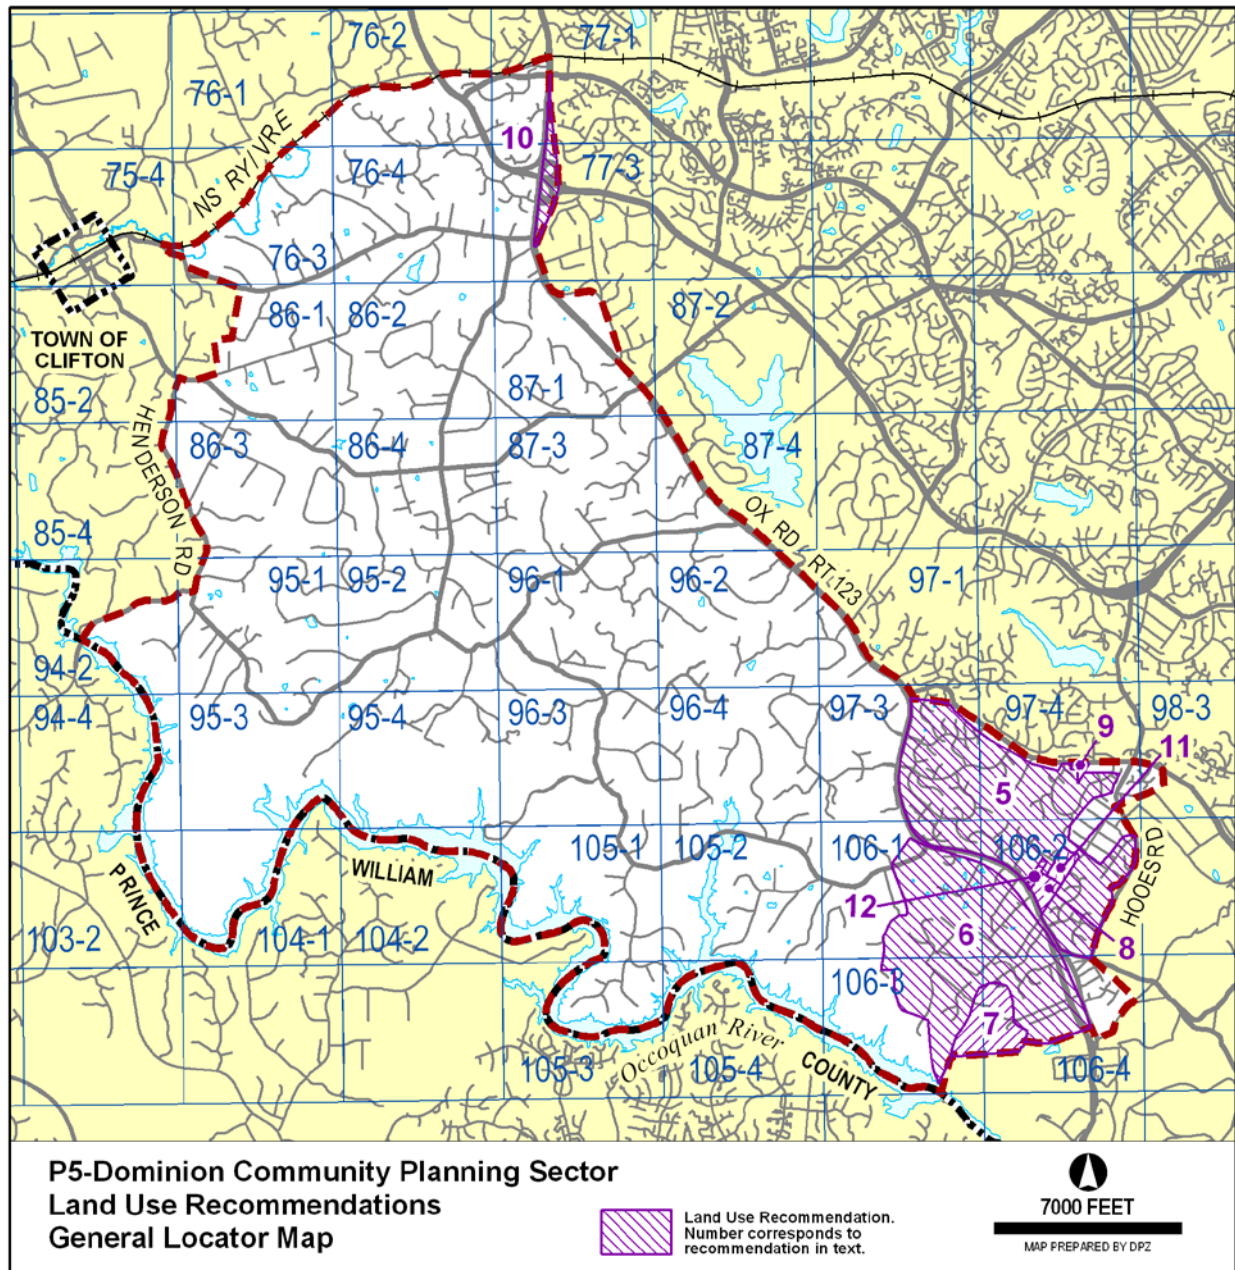 76-2
77-1
76-1
10
NS RY/VRE
75-4
76-4
77-3
76-3
86-1
86-2
87-2
TOWN OF
CLIFTON
85-2
87-1
HENDERSON RD
86-3
86-4
87-3
87-4
OX RD / RT 123
85-4
95-1
95-2
96-1
96-2
97-1
94-2
94-4
95-3
95-4
96-3
96-4
97-3
97-4
98-3
9
11
5
105-1
105-2
106-1
106-2
HOOES RD
PRINCE
WILLIAM
12
103-2
104-1
104-2
6
8
106-3
7
105-3
Occoquan River
105-4
COUNTY
106-4
P5-Dominion Community Planning Sector
Land Use Recommendations
General Locator Map
Land Use Recommendation.
Number corresponds to
recommendation in text.
7000 FEET
MAP PREPARED BY DPZ